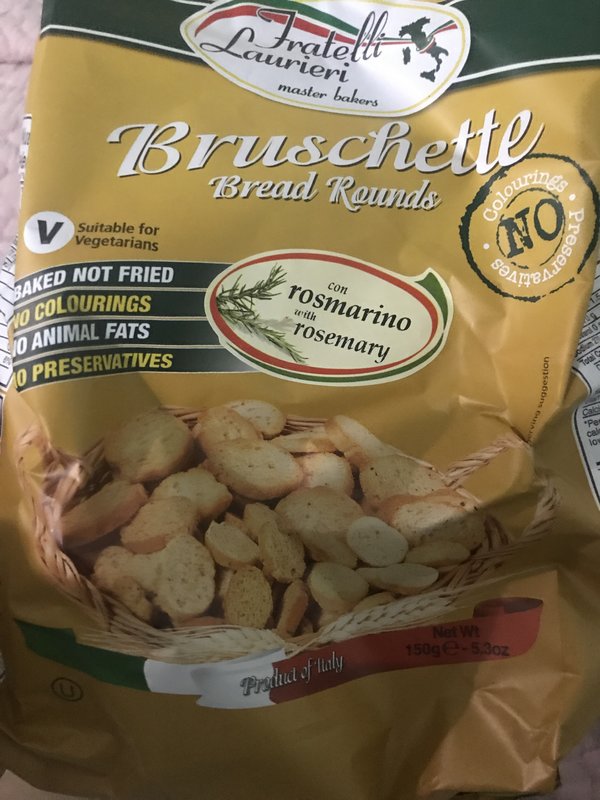 Fratelli
Laurieri
master bakers
Bruschette
Bread Rounds
Colourings • Preservatives •
NO
V
Suitable for
Vegetarians
BAKED NOT FRIED
NO COLOURINGS
NO ANIMAL FATS
NO PRESERVATIVES
con
rosmarino
with
rosemary
suggestion
Net Wt
150g e - 5.3oz
Product of Italy
U